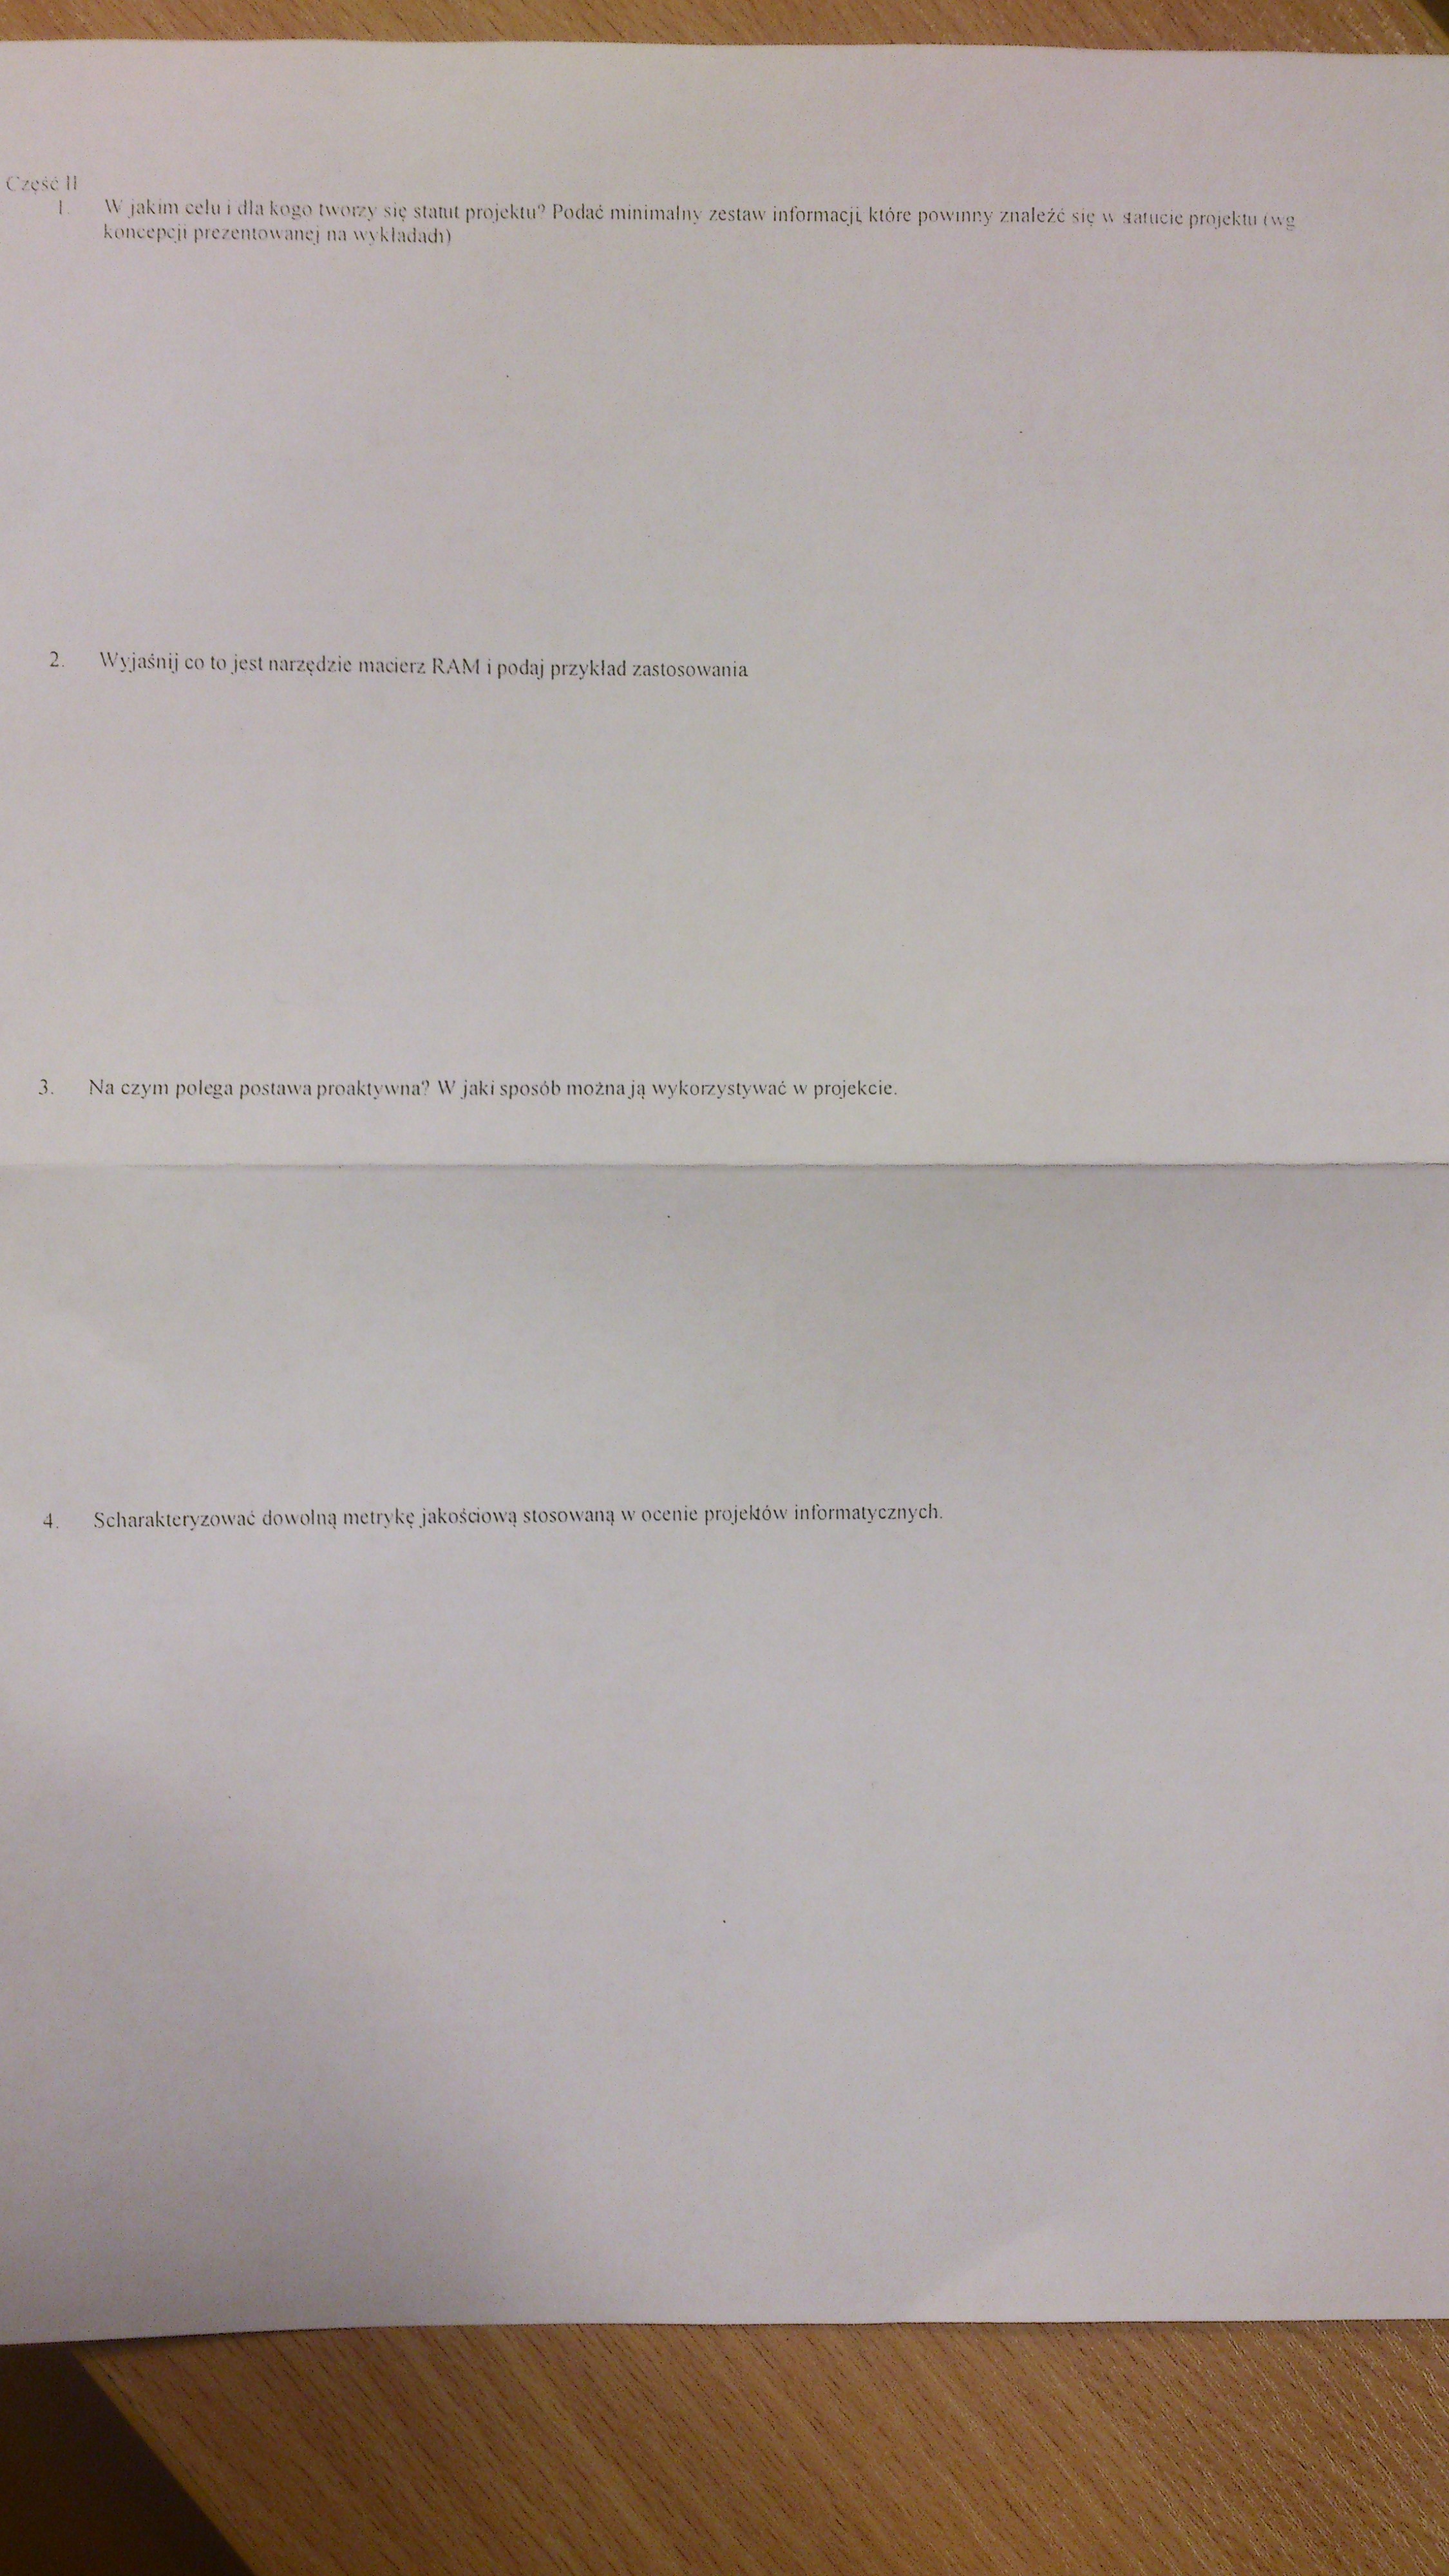 Część II
1. W jakim celu i dla kogo tworzy się statut projektu? Podać minimalny zestaw informacji, które powinny znaleźć się w statucie projektu (wg
koncepcji prezentowanej na wykładach)
2. Wyjaśnij co to jest narzędzie macierz RAM i podaj przykład zastosowania
3. Na czym polega postawa proaktywna? W jaki sposób można ją wykorzystywać w projekcie.
4. Scharakteryzować dowolną metrykę jakościową stosowaną w ocenie projektów informatycznych.